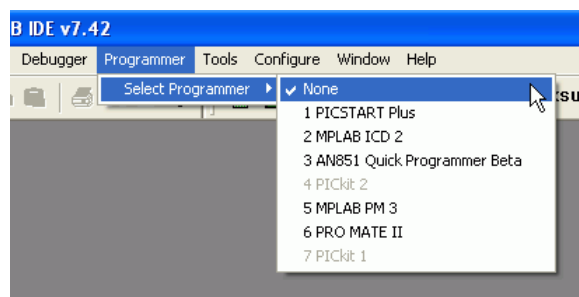 B IDE v7.42
Debugger Programmer Tools Configure Window Help
Select Programmer None
1 PICSTART Plus
2 MPLAB ICD 2
3 AN851 Quick Programmer Beta
4 PICkit 2
5 MPLAB PM 3
6 PRO MATE II
7 PICkit 1